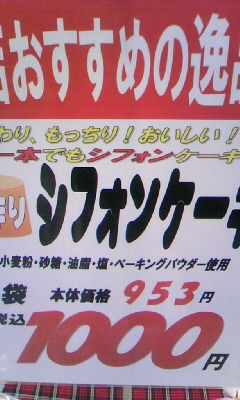 店おすすめの逸品
わり、もっちり！おいしい！
一本でもシフォンケーキ
作り
シフォンケーキ
小麦粉・砂糖・油脂・塩・ベーキングパウダー使用
袋 本体価格 953円
税込 1000円